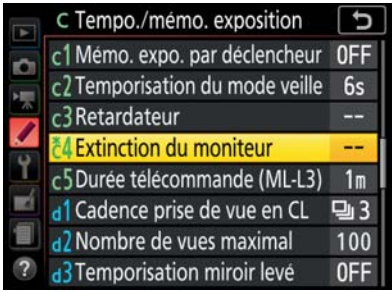 C Tempo./mémo. exposition
c1 Mémo. expo. par déclencheur OFF
c2 Temporisation du mode veille 6s
c3 Retardateur --
c4 Extinction du moniteur --
c5 Durée télécommande (ML-L3) 1m
d1 Cadence prise de vue en CL 3
d2 Nombre de vues maximal 100
d3 Temporisation miroir levé OFF
?